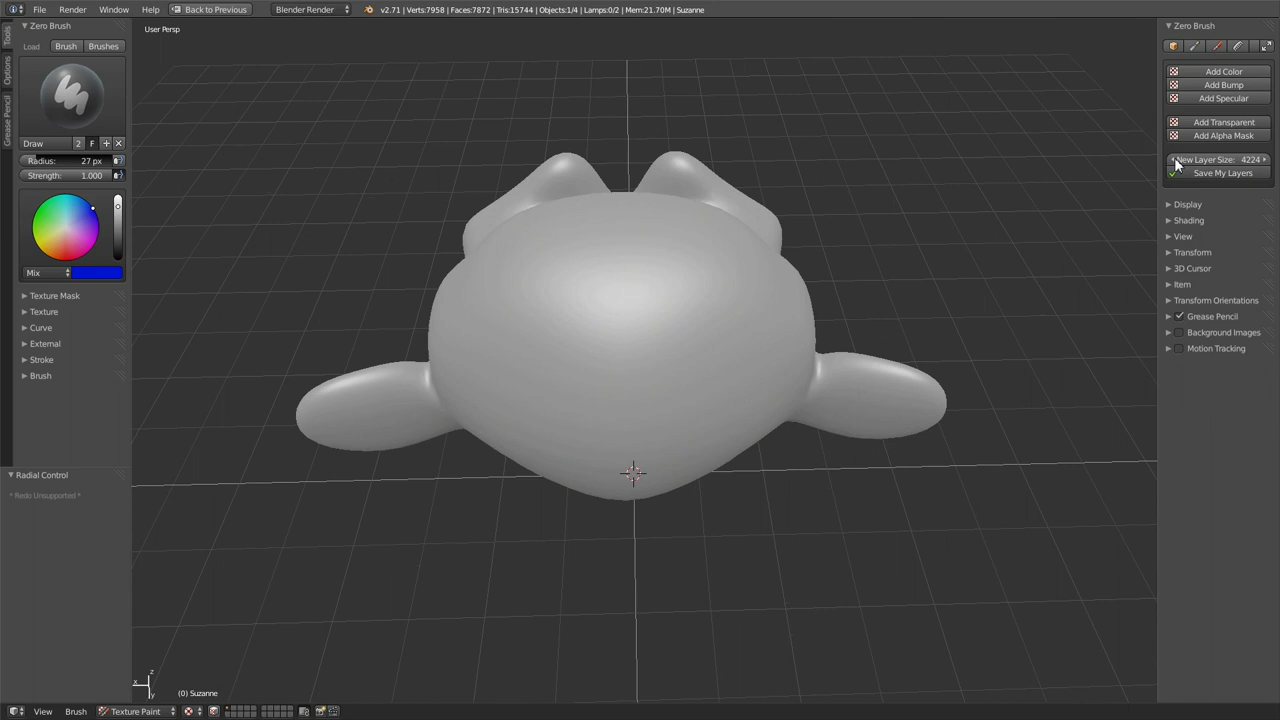 File Render Window Help Back to Previous Blender Render v2.71 | Verts:7958 | Faces:7872 | Tris:15744 | Objects:1/4 | Lamps:0/2 | Mem:21.70M | Suzanne
Tools
Options
Grease Pencil
Zero Brush
Load Brush Brushes
Draw 2 F
Radius: 27 px
Strength: 1.000
Mix
Texture Mask
Texture
Curve
External
Stroke
Brush
Radial Control
* Redo Unsupported *
User Persp
x z y
(0) Suzanne
Zero Brush
Add Color
Add Bump
Add Specular
Add Transparent
Add Alpha Mask
New Layer Size: 4224
Save My Layers
Display
Shading
View
Transform
3D Cursor
Item
Transform Orientations
Grease Pencil
Background Images
Motion Tracking
View Brush Texture Paint